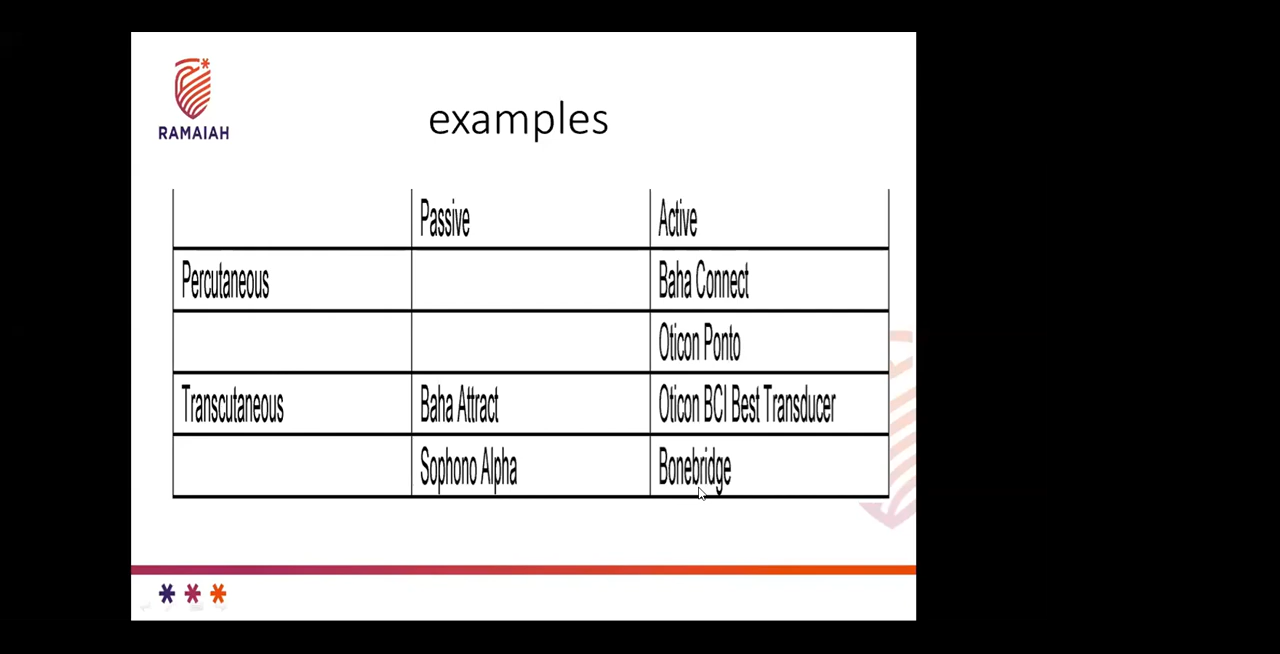 RAMAIAH
examples
Passive Active
Percutaneous Baha Connect
Oticon Ponto
Transcutaneous Baha Attract Oticon BCI Best Transducer
Sophono Alpha Bonebridge